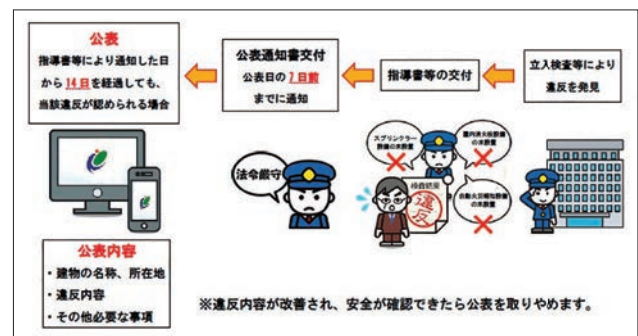 公表
指導書等により通知した日
から14日を経過しても、
当該違反が認められる場合
公表通知書交付
公表日の7日前
までに通知
指導書等の交付
立入検査等により
違反を発見
法令厳守
スプリンクラー
設備の未設置
屋内消火栓設備
の未設置
自動火災報知設備
の未設置
検査結果
違反
公表内容
・建物の名称、所在地
・違反内容
・その他必要な事項
※違反内容が改善され、安全が確認できたら公表を取りやめます。